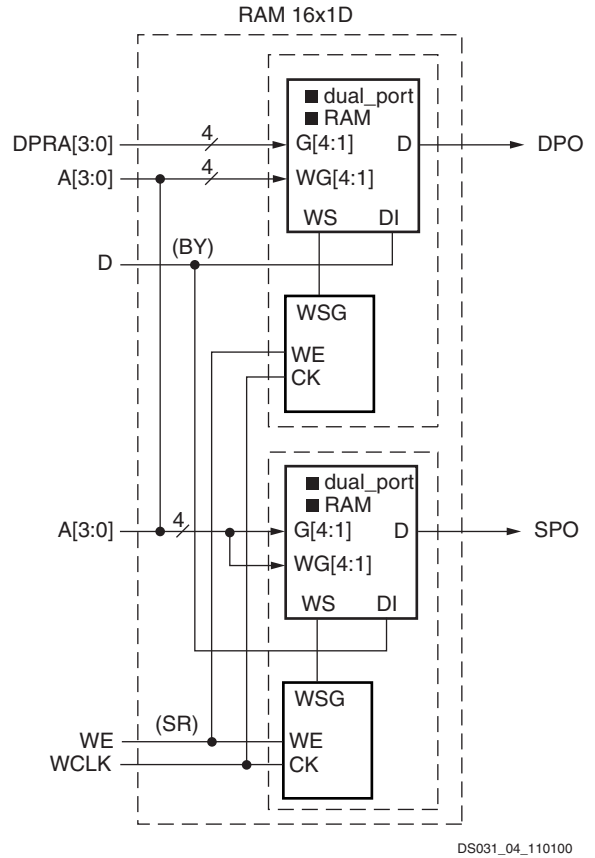 RAM 16x1D
dual_port
RAM
DPRA[3:0] 4 G[4:1] D DPO
A[3:0] 4 WG[4:1]
WS DI
D (BY)
WSG
WE
CK
dual_port
RAM
A[3:0] 4 G[4:1] D SPO
WG[4:1]
WS DI
WSG
WE (SR) WE
WCLK CK
DS031_04_110100